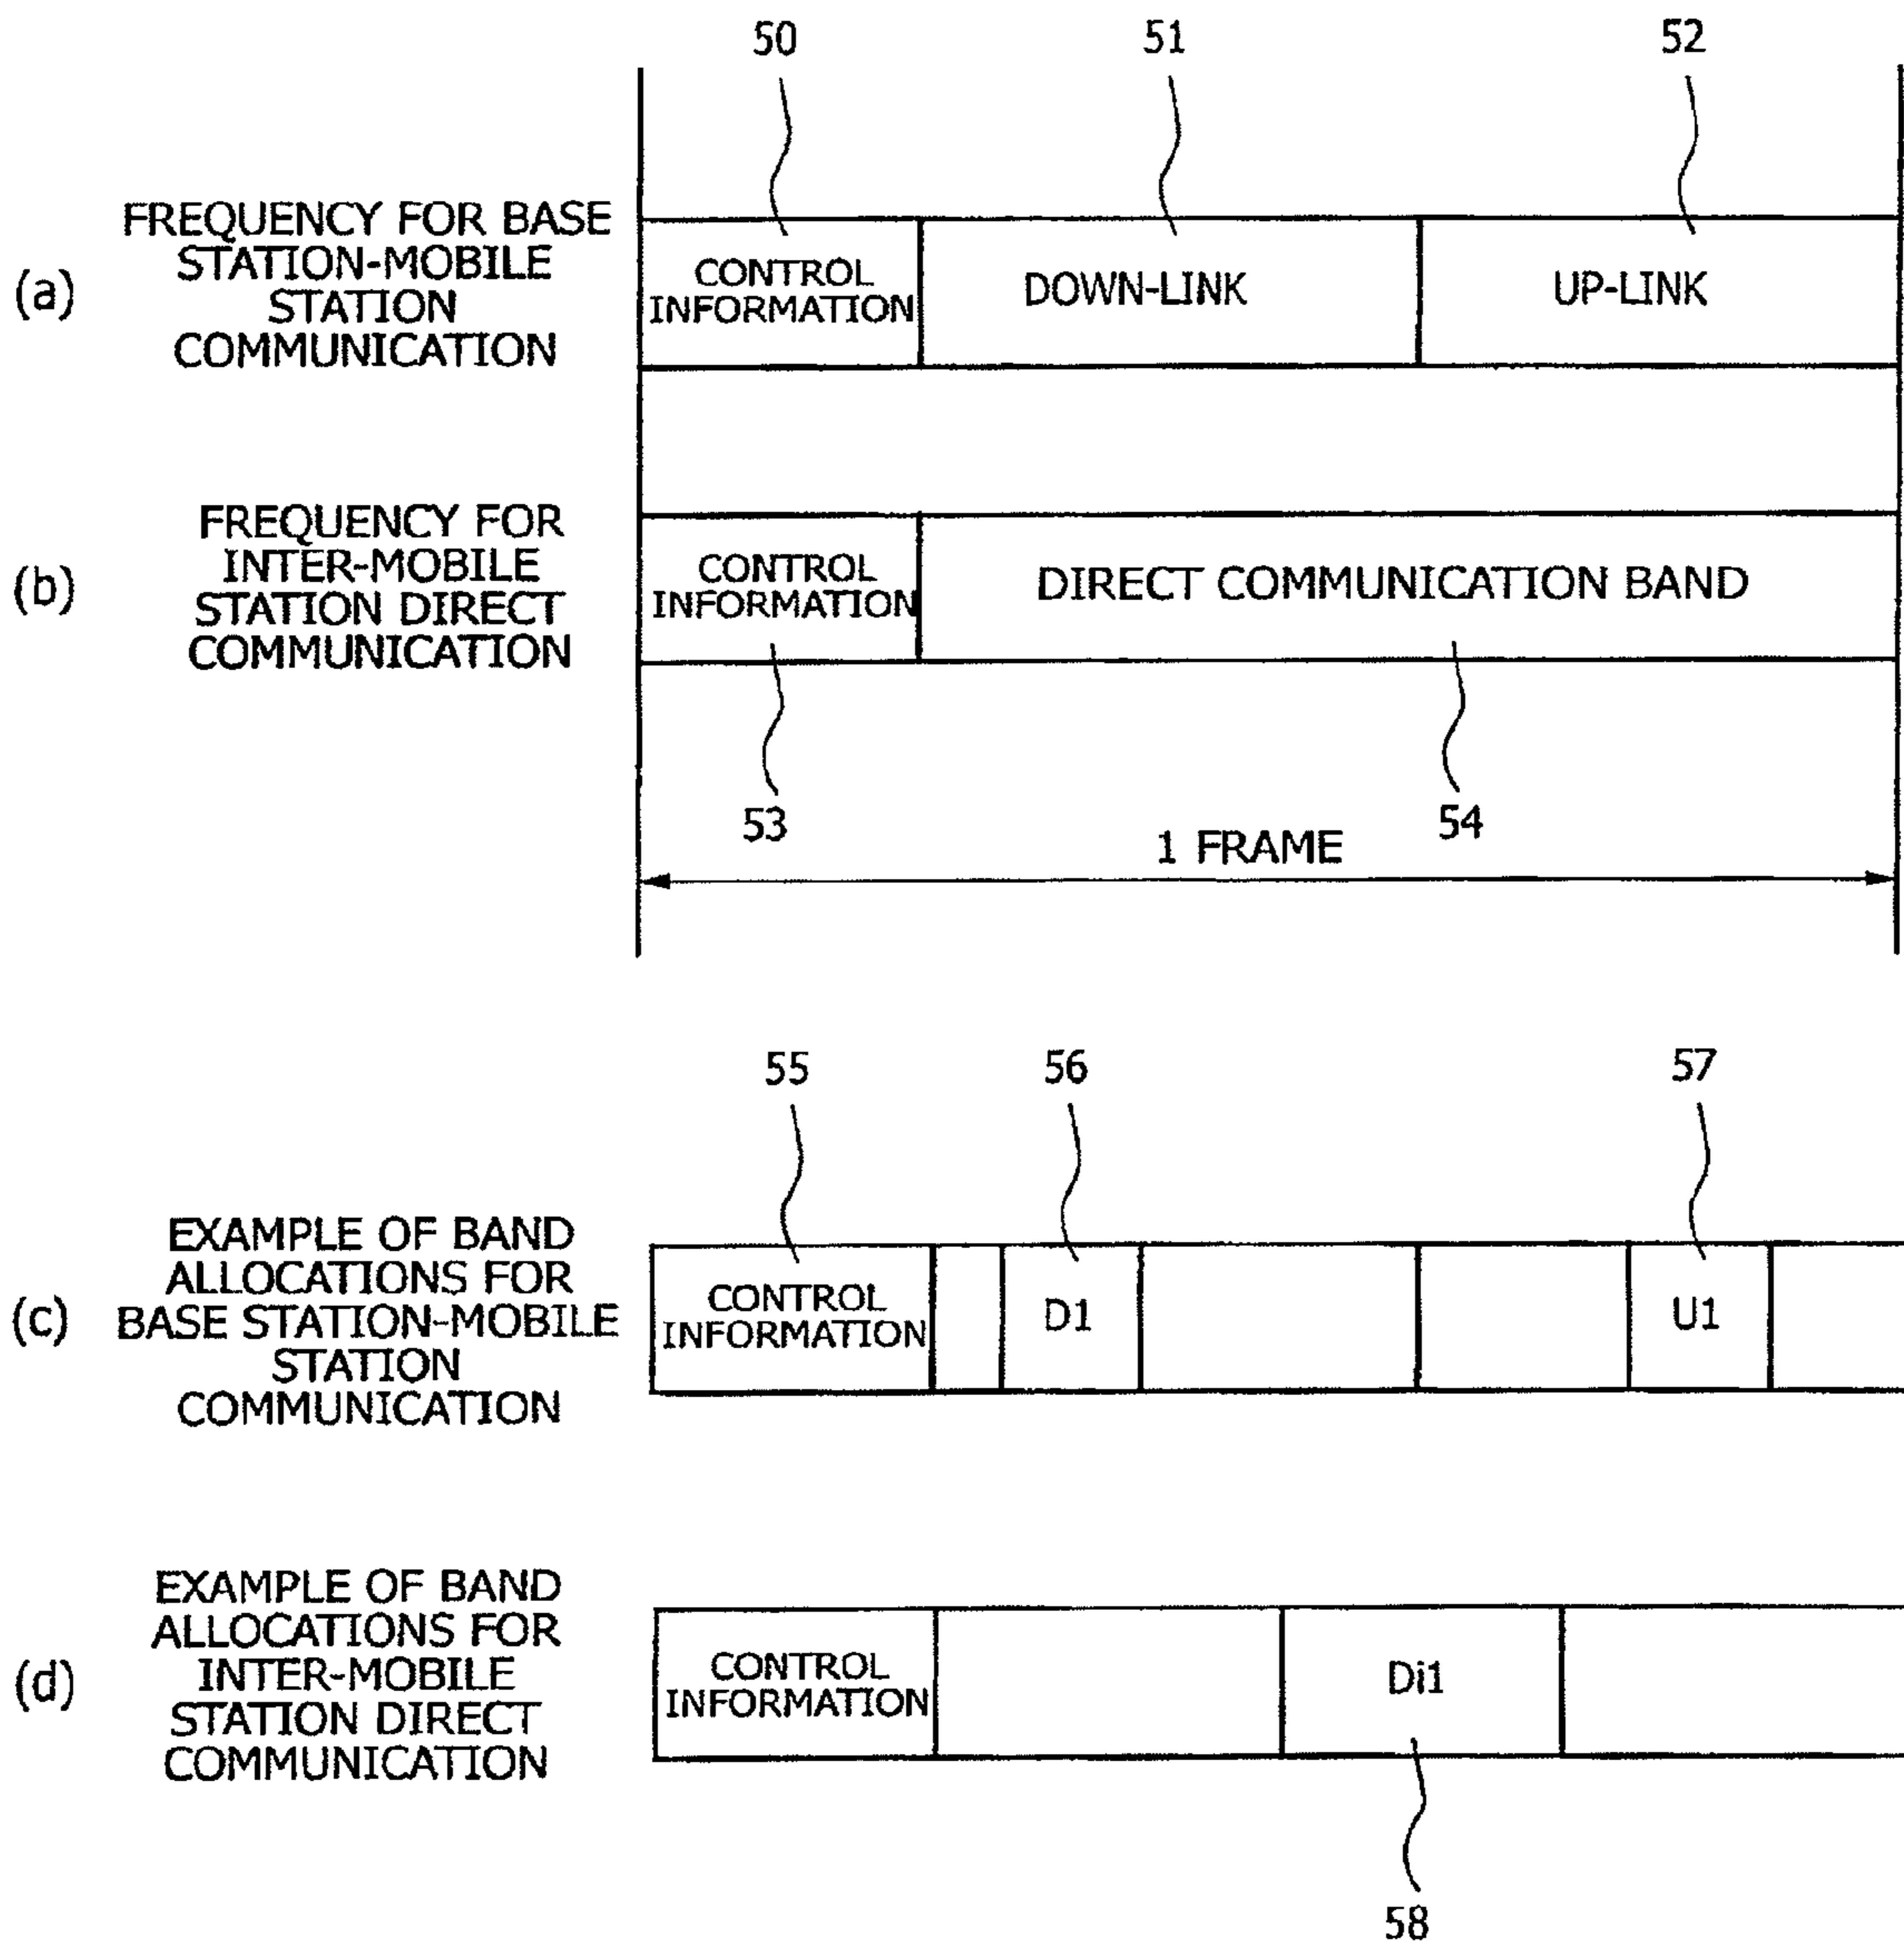 50
51
52
(a)
FREQUENCY FOR BASE
STATION-MOBILE
STATION
COMMUNICATION
CONTROL
INFORMATION
DOWN-LINK
UP-LINK
(b)
FREQUENCY FOR
INTER-MOBILE
STATION DIRECT
COMMUNICATION
CONTROL
INFORMATION
DIRECT COMMUNICATION BAND
53
54
1 FRAME
55
56
57
(c)
EXAMPLE OF BAND
ALLOCATIONS FOR
BASE STATION-MOBILE
STATION
COMMUNICATION
CONTROL
INFORMATION
D1
U1
(d)
EXAMPLE OF BAND
ALLOCATIONS FOR
INTER-MOBILE
STATION DIRECT
COMMUNICATION
CONTROL
INFORMATION
Di1
58